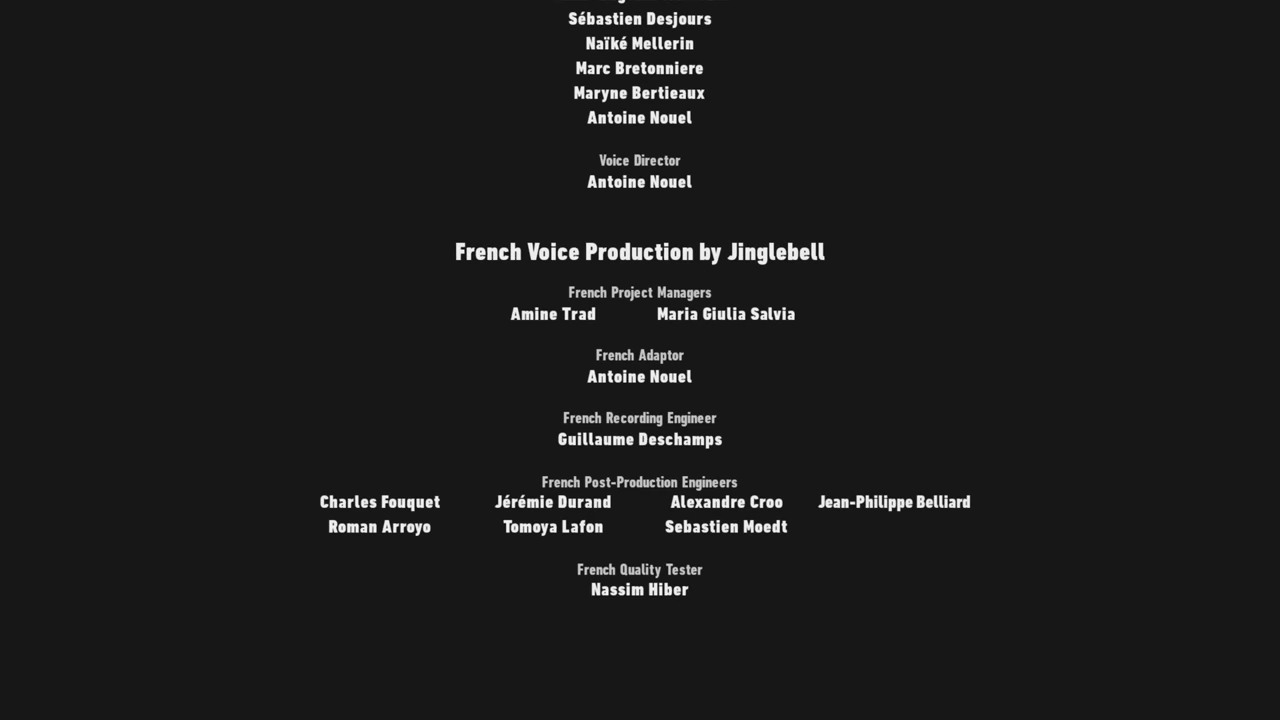 Sébastien Desjours
Naïké Mellerin
Marc Bretonniere
Maryne Bertieaux
Antoine Nouel
Voice Director
Antoine Nouel
French Voice Production by Jinglebell
French Project Managers
Amine Trad Maria Giulia Salvia
French Adaptor
Antoine Nouel
French Recording Engineer
Guillaume Deschamps
French Post-Production Engineers
Charles Fouquet Jérémie Durand Alexandre Croo Jean-Philippe Belliard
Roman Arroyo Tomoya Lafon Sebastien Moedt
French Quality Tester
Nassim Hiber